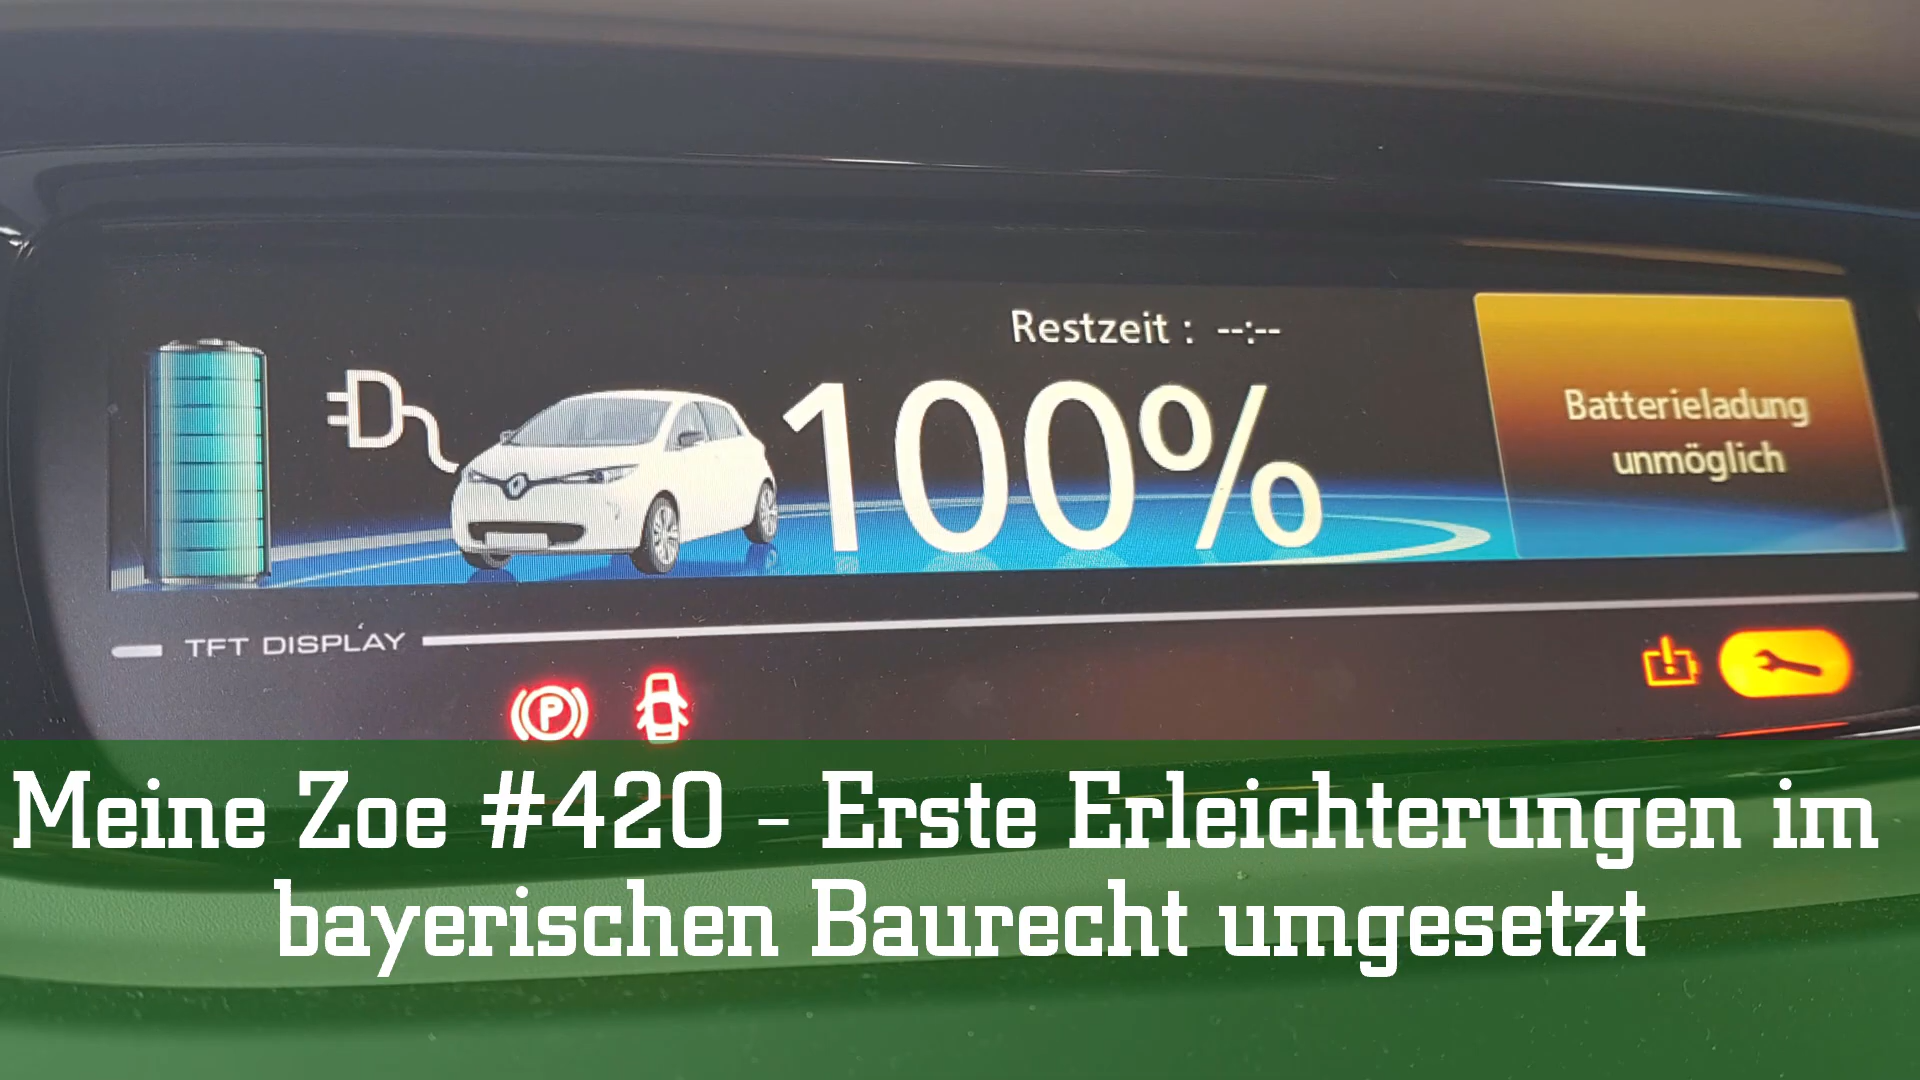 Restzeit : --:--
100%
Batterieladung
unmöglich
TFT DISPLAY
P
Meine Zoe #420 - Erste Erleichterungen im
bayerischen Baurecht umgesetzt